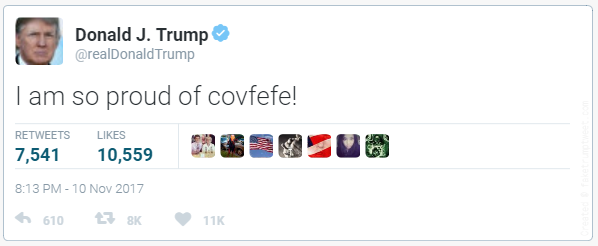 Donald J. Trump
@realDonaldTrump
I am so proud of covfefe!
RETWEETS LIKES
7,541 10,559
8:13 PM - 10 Nov 2017
610 8K 11K